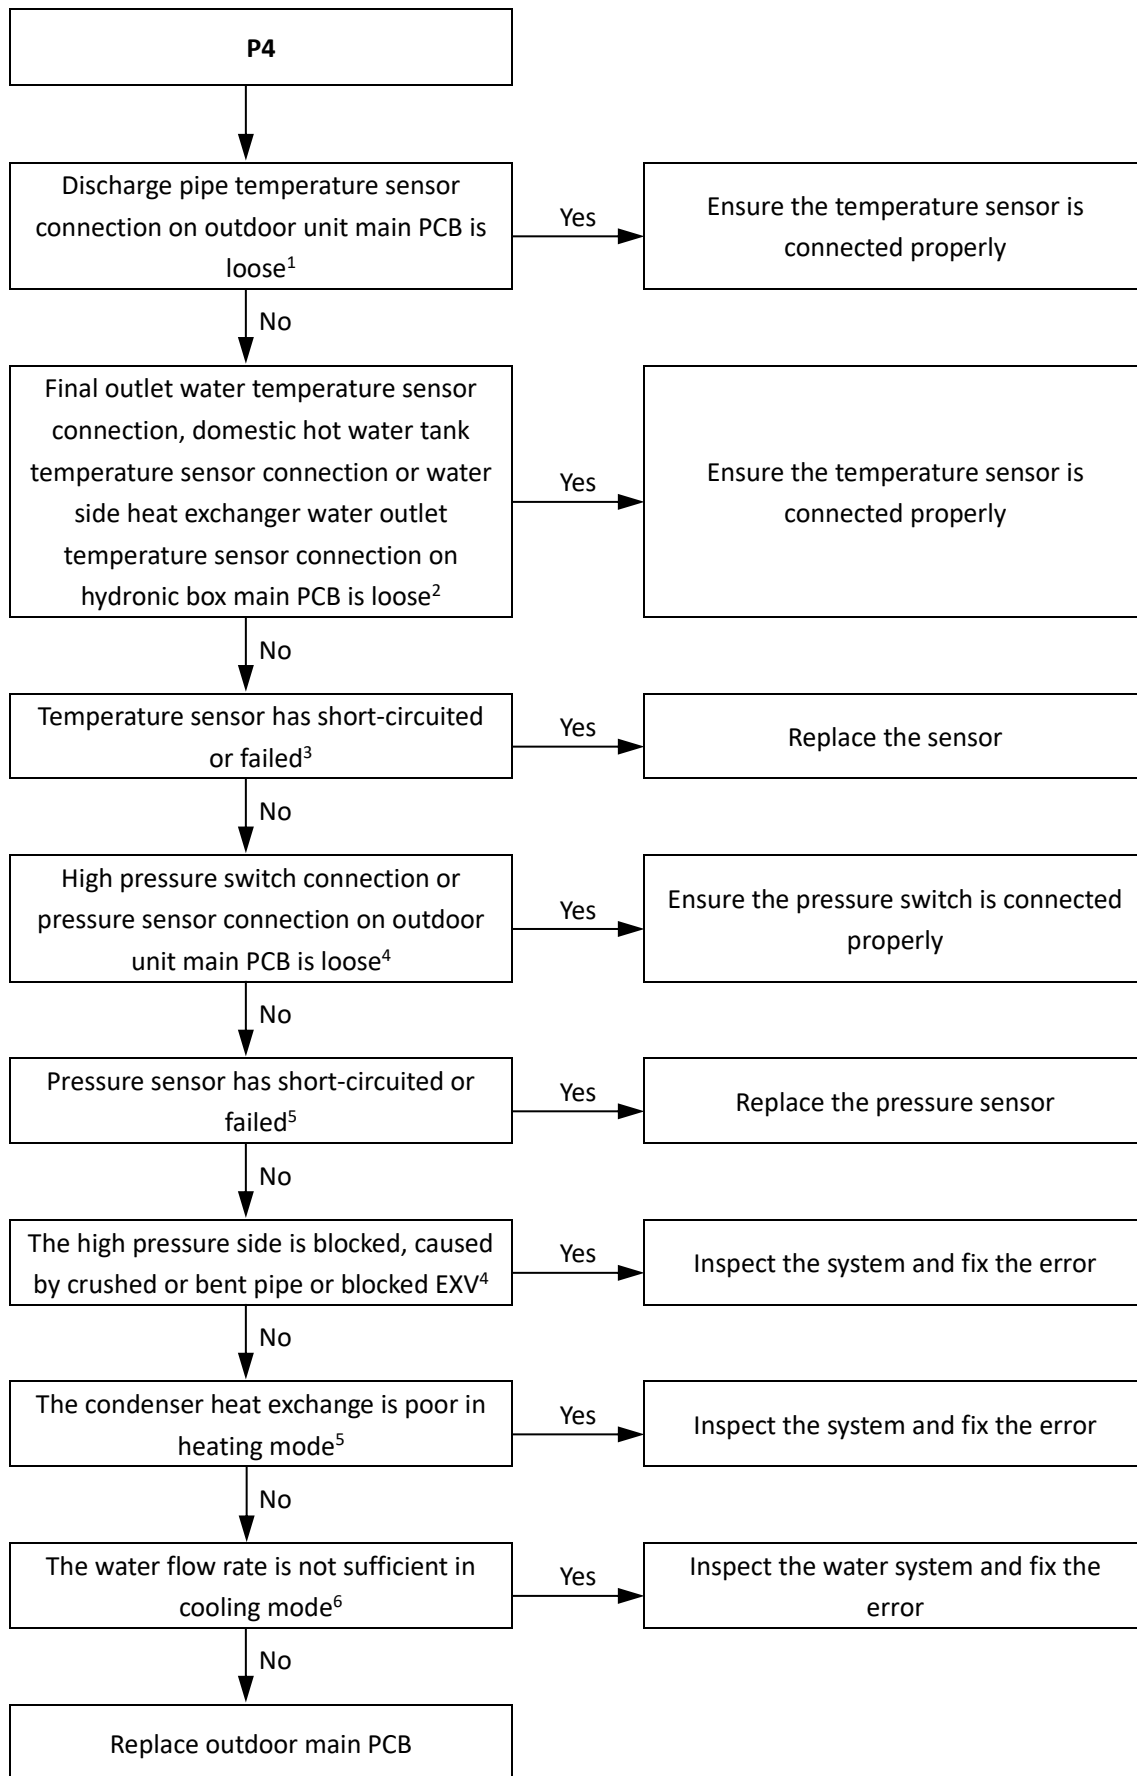 P4
Discharge pipe temperature sensor
connection on outdoor unit main PCB is
loose¹
Yes
Ensure the temperature sensor is
connected properly
No
Final outlet water temperature sensor
connection, domestic hot water tank
temperature sensor connection or water
side heat exchanger water outlet
temperature sensor connection on
hydronic box main PCB is loose²
Yes
Ensure the temperature sensor is
connected properly
No
Temperature sensor has short-circuited
or failed³
Yes
Replace the sensor
No
High pressure switch connection or
pressure sensor connection on outdoor
unit main PCB is loose⁴
Yes
Ensure the pressure switch is connected
properly
No
Pressure sensor has short-circuited or
failed⁵
Yes
Replace the pressure sensor
No
The high pressure side is blocked, caused
by crushed or bent pipe or blocked EXV⁴
Yes
Inspect the system and fix the error
No
The condenser heat exchange is poor in
heating mode⁵
Yes
Inspect the system and fix the error
No
The water flow rate is not sufficient in
cooling mode⁶
Yes
Inspect the water system and fix the
error
No
Replace outdoor main PCB